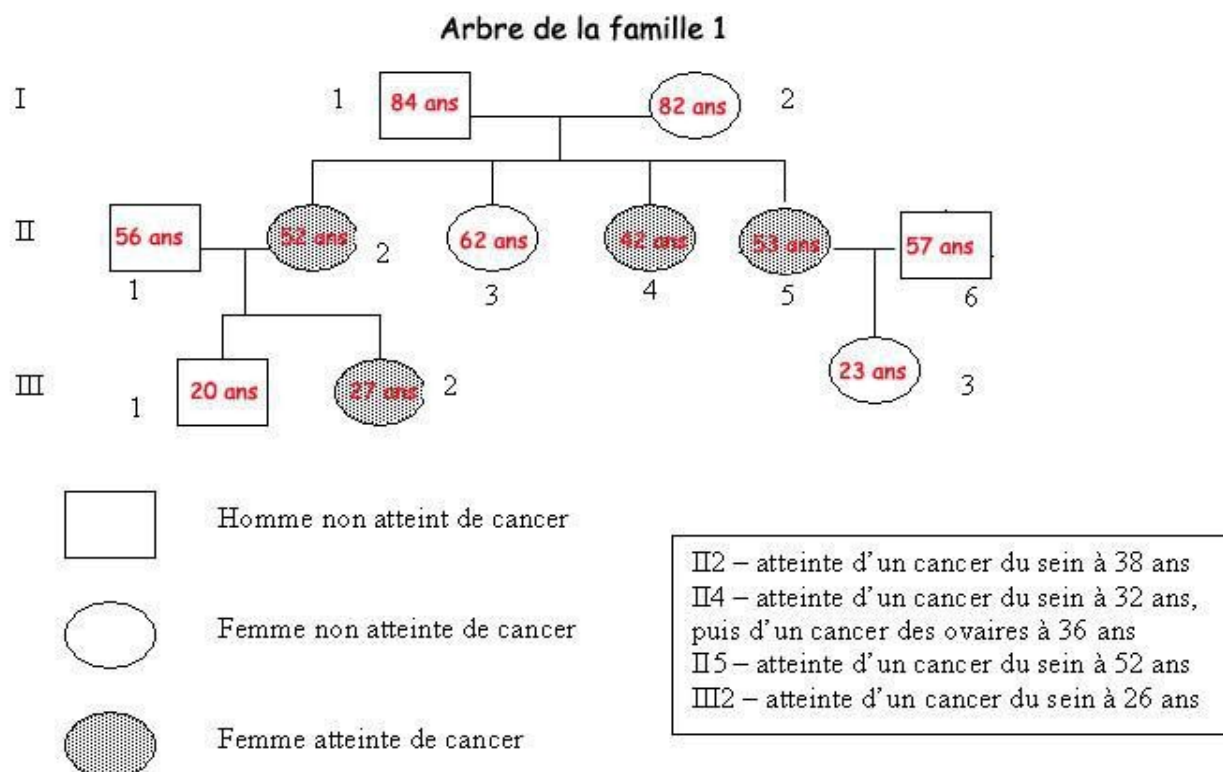 Arbre de la famille 1
I 1 84 ans 82 ans 2
II 56 ans 52 ans 2 62 ans 42 ans 53 ans 57 ans
1 3 4 5 6
III 1 20 ans 27 ans 2 23 ans 3
Homme non atteint de cancer
Femme non atteinte de cancer
Femme atteinte de cancer
II2 – atteinte d'un cancer du sein à 38 ans
II4 – atteinte d'un cancer du sein à 32 ans,
puis d'un cancer des ovaires à 36 ans
II5 – atteinte d'un cancer du sein à 52 ans
III2 – atteinte d'un cancer du sein à 26 ans